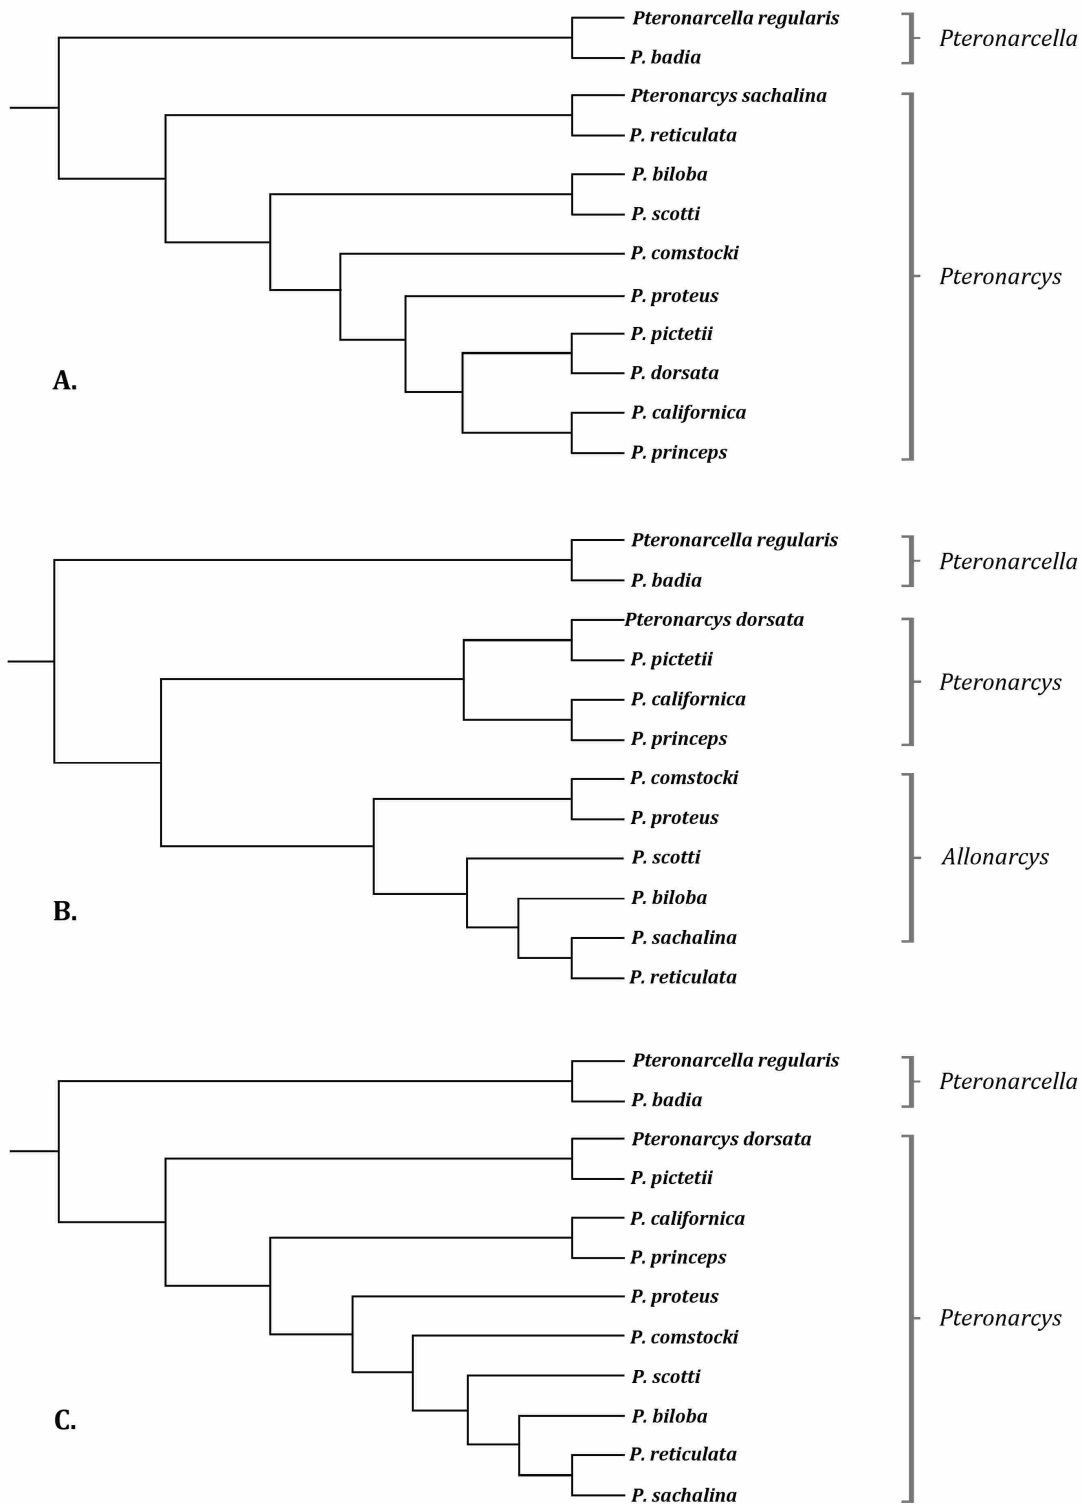 Pteronarcella regularis
Pteronarcella
P. badia
Pteronarcys sachalina
P. reticulata
P. biloba
P. scotti
P. comstocki
Pteronarcys
P. proteus
P. pictetii
P. dorsata
A.
P. californica
P. princeps
Pteronarcella regularis
Pteronarcella
P. badia
Pteronarcys dorsata
P. pictetii
Pteronarcys
P. californica
P. princeps
P. comstocki
P. proteus
P. scotti
Allonarcys
P. biloba
B.
P. sachalina
P. reticulata
Pteronarcella regularis
Pteronarcella
P. badia
Pteronarcys dorsata
P. pictetii
P. californica
P. princeps
P. proteus
Pteronarcys
P. comstocki
P. scotti
P. biloba
C.
P. reticulata
P. sachalina